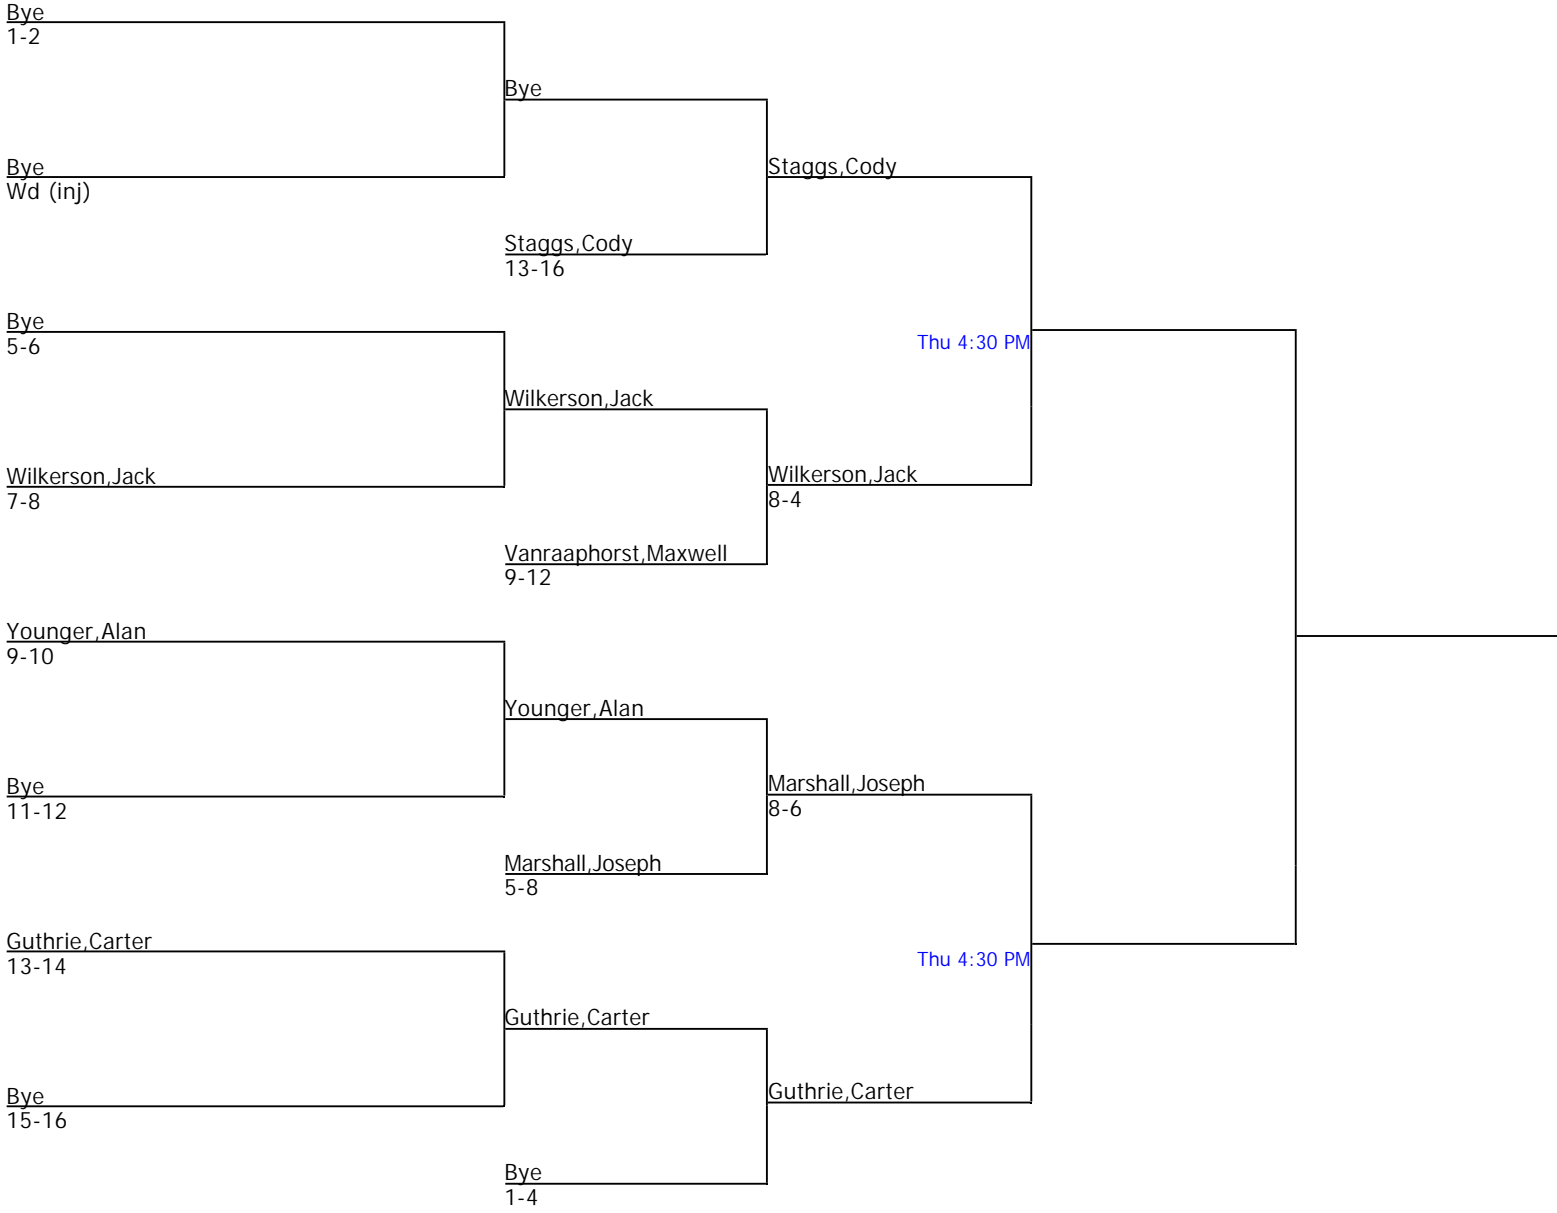 Bye
1-2
Bye
Bye
Wd (inj)
Staggs,Cody
Staggs,Cody
13-16
Bye
5-6
Thu 4:30 PM
Wilkerson,Jack
Wilkerson,Jack
7-8
Wilkerson,Jack
8-4
Vanraaphorst,Maxwell
9-12
Younger,Alan
9-10
Younger,Alan
Bye
11-12
Marshall,Joseph
8-6
Marshall,Joseph
5-8
Guthrie,Carter
13-14
Thu 4:30 PM
Guthrie,Carter
Bye
15-16
Guthrie,Carter
Bye
1-4